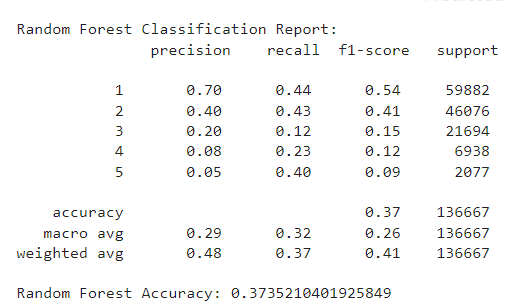 Random Forest Classification Report:
precision recall f1-score support
1 0.70 0.44 0.54 59882
2 0.40 0.43 0.41 46076
3 0.20 0.12 0.15 21694
4 0.08 0.23 0.12 6938
5 0.05 0.40 0.09 2077
accuracy 0.37 136667
macro avg 0.29 0.32 0.26 136667
weighted avg 0.48 0.37 0.41 136667
Random Forest Accuracy: 0.3735210401925849